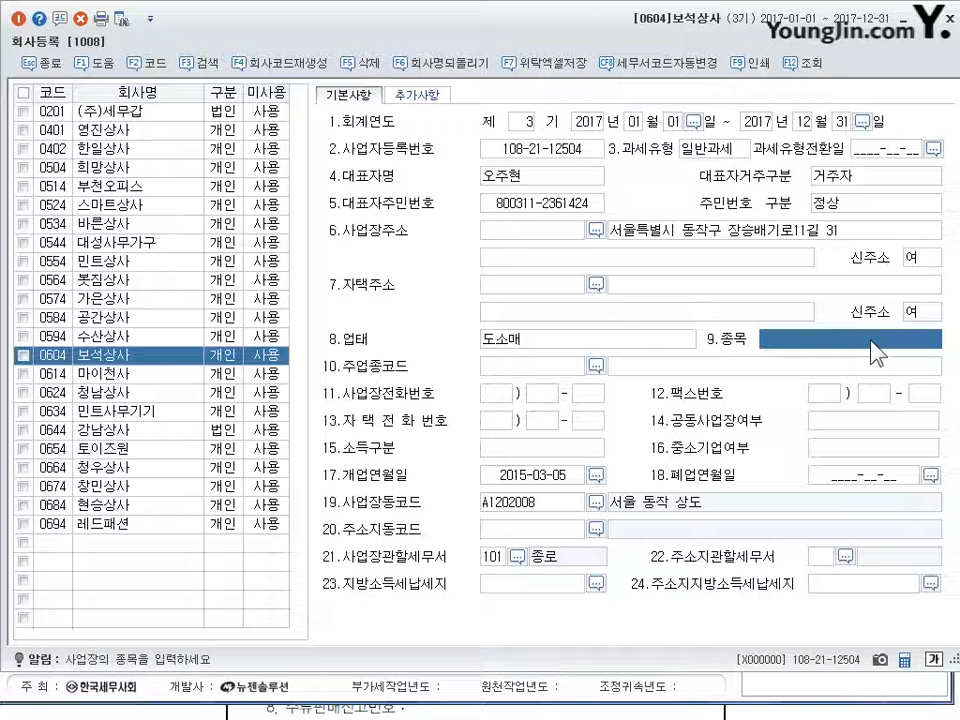 [0604]보석상사 (3기) 2017-01-01 ~ 2017-12-31
YoungJin.com Y.
회사등록 [1008]
Esc 종료 F1 도움 F2 코드 F3 검색 F4 회사코드재생성 F5 삭제 F6 회사명되돌리기 F7 위탁엑셀저장 CF8 세무서코드자동변경 F9 인쇄 F12 조회
코드 회사명 구분 미사용
0201 (주)세무갑 법인 사용
0401 영진상사 개인 사용
0402 한일상사 개인 사용
0504 희망상사 개인 사용
0514 부천오피스 개인 사용
0524 스마트상사 개인 사용
0534 바른상사 개인 사용
0544 대성사무가구 개인 사용
0554 민트상사 개인 사용
0564 봇짐상사 개인 사용
0574 가은상사 개인 사용
0584 공간상사 개인 사용
0594 수산상사 개인 사용
0604 보석상사 개인 사용
0614 마이천사 개인 사용
0624 청남상사 개인 사용
0634 민트사무기기 개인 사용
0644 강남상사 법인 사용
0654 토이즈원 개인 사용
0664 청우상사 개인 사용
0674 창민상사 개인 사용
0684 현승상사 개인 사용
0694 레드패션 개인 사용
기본사항 추가사항
1.회계연도 제 3 기 2017 년 01 월 01 일 ~ 2017 년 12 월 31 일
2.사업자등록번호 108-21-12504 3.과세유형 일반과세 과세유형전환일 ____-__-__
4.대표자명 오주현 대표자거주구분 거주자
5.대표자주민번호 800311-2361424 주민번호 구분 정상
6.사업장주소 서울특별시 동작구 장승배기로11길 31
신주소 여
7.자택주소
신주소 여
8.업태 도소매 9.종목
10.주업종코드
11.사업장전화번호 ) - 12.팩스번호 ) -
13.자 택 전 화 번 호 ) - 14.공동사업장여부
15.소득구분 16.중소기업여부
17.개업연월일 2015-03-05 18.폐업연월일 ____-__-__
19.사업장동코드 A1202008 서울 동작 상도
20.주소지동코드
21.사업장관할세무서 101 종로 22.주소지관할세무서
23.지방소득세납세지 24.주소지지방소득세납세지
알림 : 사업장의 종목을 입력하세요 [X000000] 108-21-12504 가
주 최 : 한국세무사회 개발사 : 뉴젠솔루션 부가세작업년도 : 원천작업년도 : 조정귀속년도 :
8. 주류판매신고번호 :